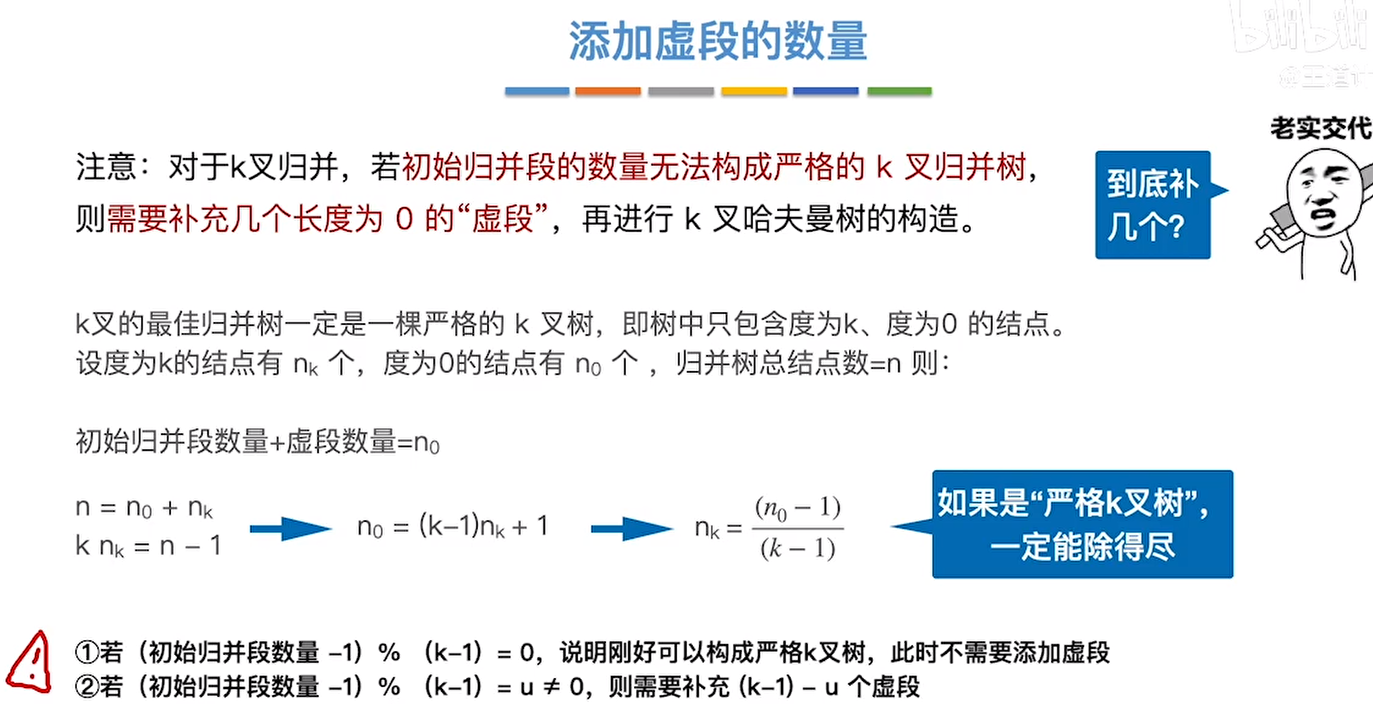 添加虚段的数量
bilibili
老实交代
注意：对于k叉归并，若初始归并段的数量无法构成严格的 k 叉归并树，
则需要补充几个长度为 0 的“虚段”，再进行 k 叉哈夫曼树的构造。
到底补
几个？
k叉的最佳归并树一定是一棵严格的 k 叉树，即树中只包含度为k、度为0 的结点。
设度为k的结点有 nₖ 个，度为0的结点有 n₀ 个 ，归并树总结点数=n 则：
初始归并段数量+虚段数量=n₀
n = n₀ + nₖ
k nₖ = n – 1
n₀ = (k–1)nₖ + 1
nₖ = (n₀ – 1) / (k – 1)
如果是“严格k叉树”，
一定能除得尽
①若（初始归并段数量 –1）% （k–1）= 0，说明刚好可以构成严格k叉树，此时不需要添加虚段
②若（初始归并段数量 –1）% （k–1）= u ≠ 0，则需要补充 (k–1) – u 个虚段